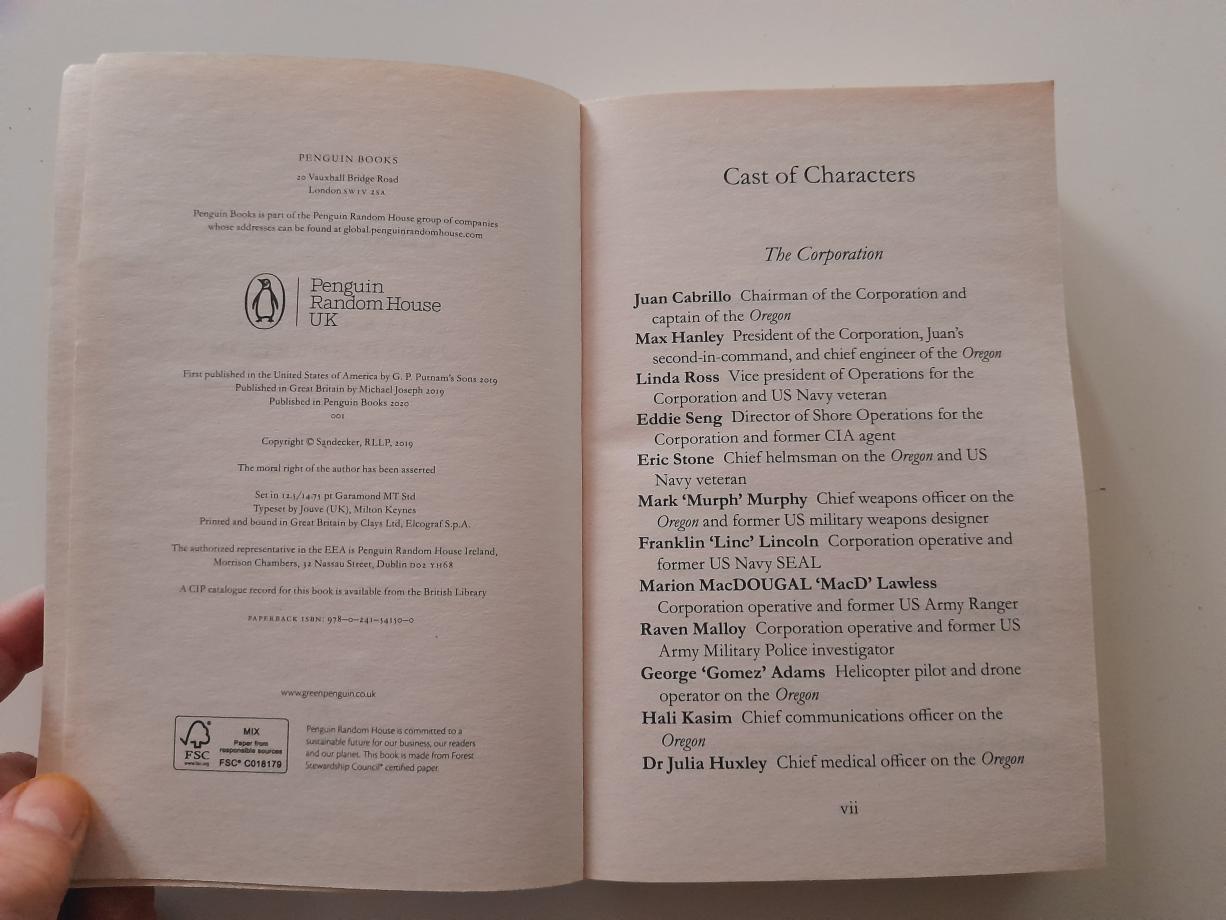 PENGUIN BOOKS
20 Vauxhall Bridge Road
London SW1V 2SA
Penguin Books is part of the Penguin Random House group of companies
whose addresses can be found at global.penguinrandomhouse.com
Penguin
Random House
UK
First published in the United States of America by G. P. Putnam's Sons 2019
Published in Great Britain by Michael Joseph 2019
Published in Penguin Books 2020
001
Copyright © Sandecker, RLLP, 2019
The moral right of the author has been asserted
Set in 12.5/14.75 pt Garamond MT Std
Typeset by Jouve (UK), Milton Keynes
Printed and bound in Great Britain by Clays Ltd, Elcograf S.p.A.
The authorized representative in the EEA is Penguin Random House Ireland,
Morrison Chambers, 32 Nassau Street, Dublin D02 YH68
A CIP catalogue record for this book is available from the British Library
PAPERBACK ISBN: 978–0–241–54150–0
www.greenpenguin.co.uk
FSC
www.fsc.org
MIX
Paper from
responsible sources
FSC® C018179
Penguin Random House is committed to a
sustainable future for our business, our readers
and our planet. This book is made from Forest
Stewardship Council® certified paper.
Cast of Characters
The Corporation
Juan Cabrillo Chairman of the Corporation and
captain of the Oregon
Max Hanley President of the Corporation, Juan's
second-in-command, and chief engineer of the Oregon
Linda Ross Vice president of Operations for the
Corporation and US Navy veteran
Eddie Seng Director of Shore Operations for the
Corporation and former CIA agent
Eric Stone Chief helmsman on the Oregon and US
Navy veteran
Mark 'Murph' Murphy Chief weapons officer on the
Oregon and former US military weapons designer
Franklin 'Linc' Lincoln Corporation operative and
former US Navy SEAL
Marion MacDOUGAL 'MacD' Lawless
Corporation operative and former US Army Ranger
Raven Malloy Corporation operative and former US
Army Military Police investigator
George 'Gomez' Adams Helicopter pilot and drone
operator on the Oregon
Hali Kasim Chief communications officer on the
Oregon
Dr Julia Huxley Chief medical officer on the Oregon
vii